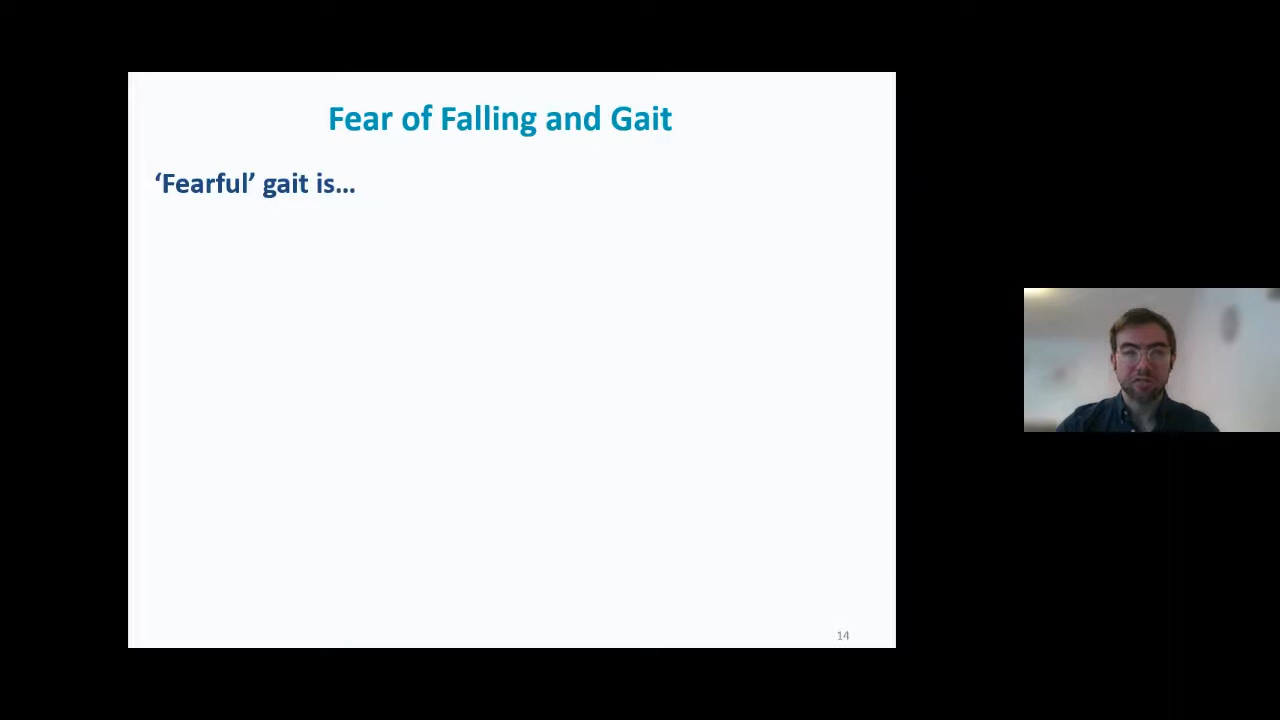 Fear of Falling and Gait
‘Fearful’ gait is…
14